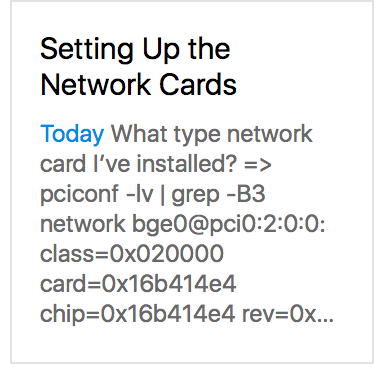 Setting Up the
Network Cards
Today What type network
card I’ve installed? =>
pciconf -lv | grep -B3
network bge0@pci0:2:0:0:
class=0x020000
card=0x16b414e4
chip=0x16b414e4 rev=0x...